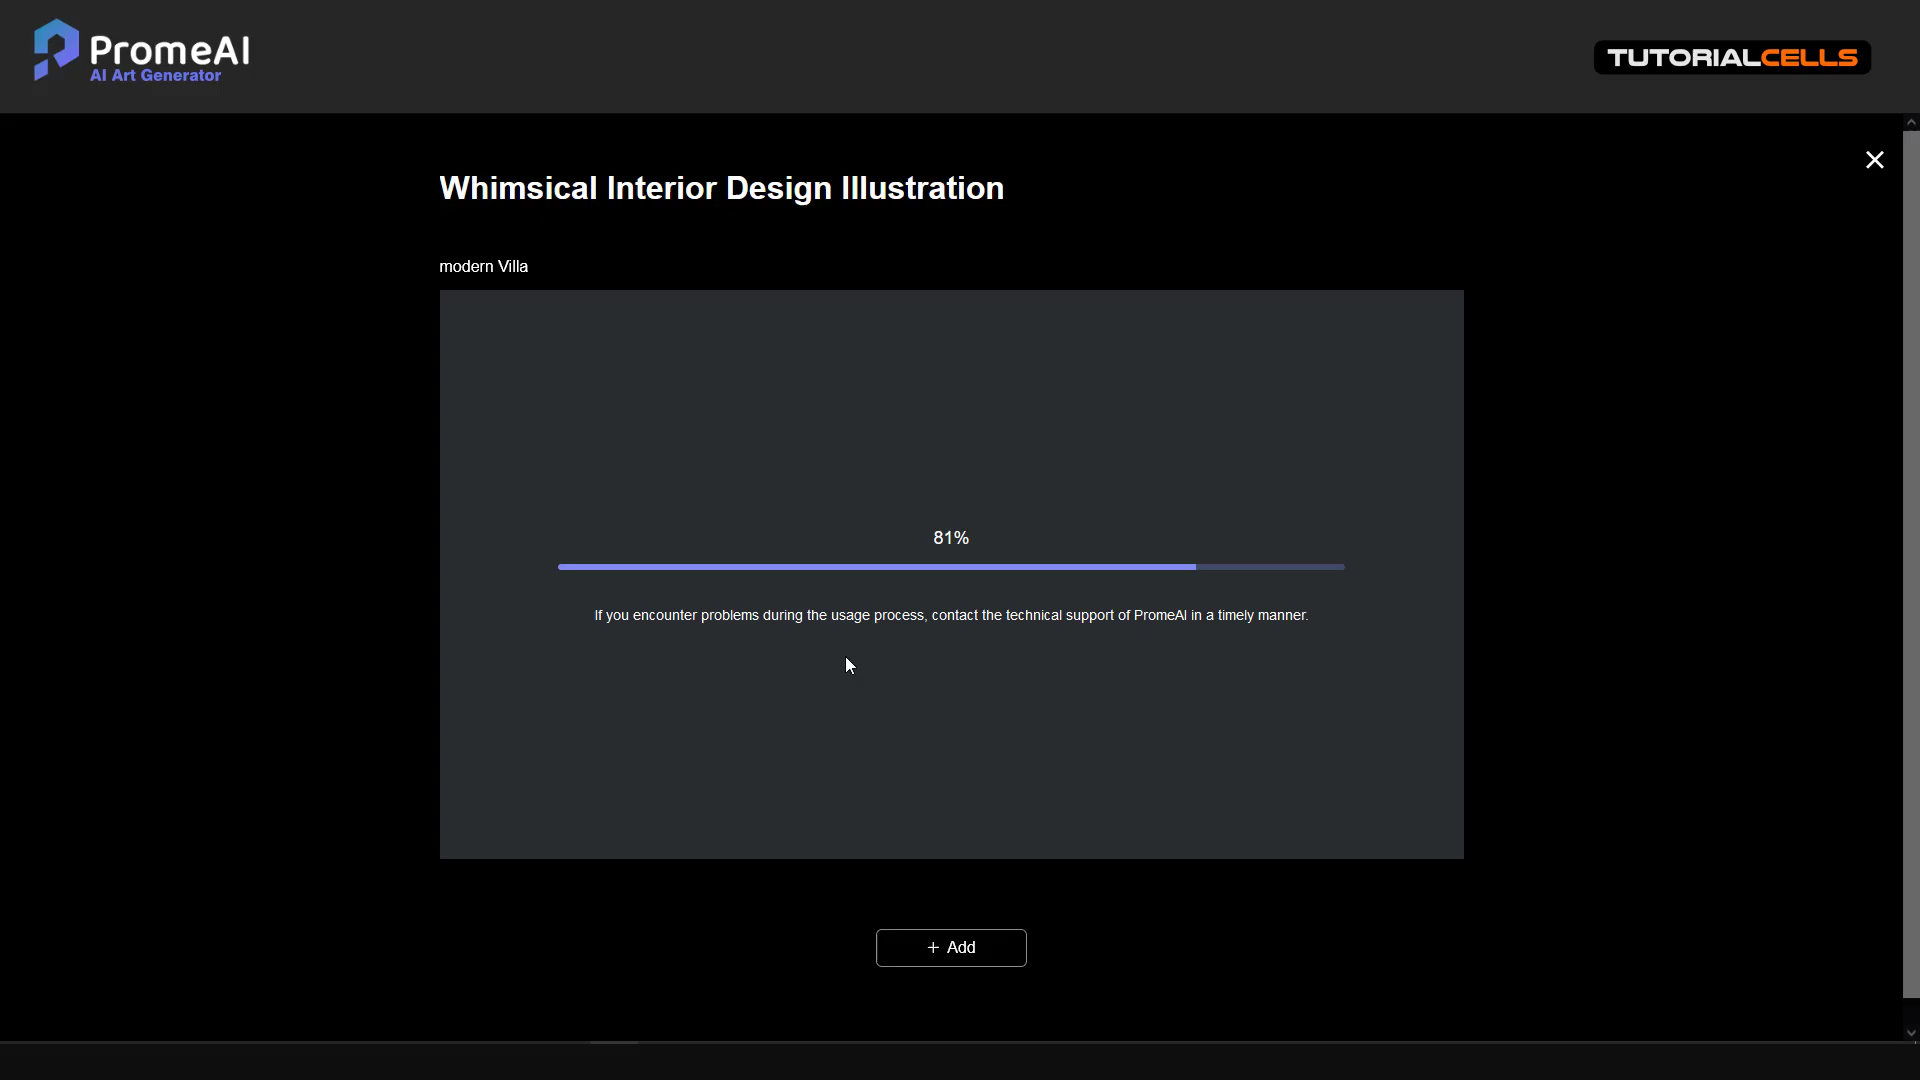 PromeAI
AI Art Generator
TUTORIALCELLS
Whimsical Interior Design Illustration
modern Villa
81%
If you encounter problems during the usage process, contact the technical support of PromeAI in a timely manner.
+ Add